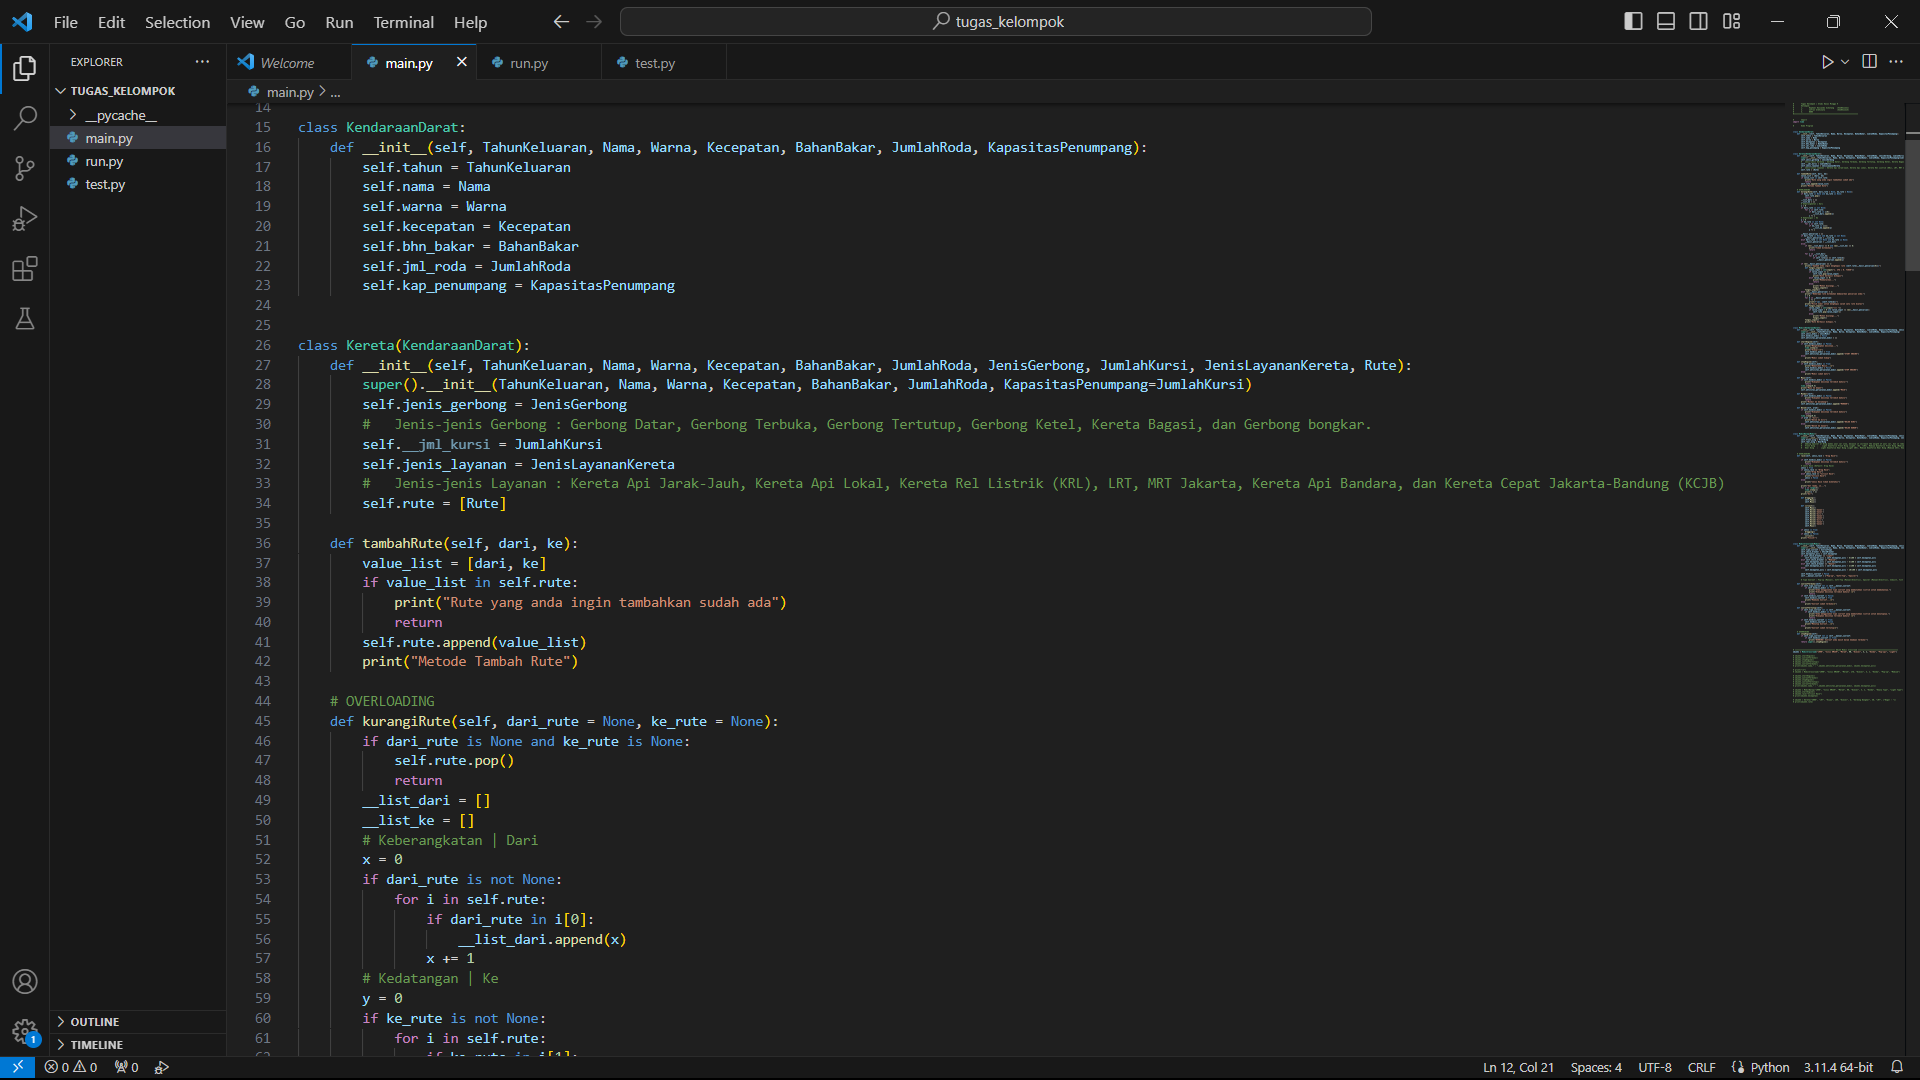 File Edit Selection View Go Run Terminal Help
tugas_kelompok
EXPLORER
TUGAS_KELOMPOK
__pycache__
main.py
run.py
test.py
OUTLINE
TIMELINE
Welcome main.py run.py test.py
main.py > ...
14
15 class KendaraanDarat:
16     def __init__(self, TahunKeluaran, Nama, Warna, Kecepatan, BahanBakar, JumlahRoda, KapasitasPenumpang):
17         self.tahun = TahunKeluaran
18         self.nama = Nama
19         self.warna = Warna
20         self.kecepatan = Kecepatan
21         self.bhn_bakar = BahanBakar
22         self.jml_roda = JumlahRoda
23         self.kap_penumpang = KapasitasPenumpang
24
25
26 class Kereta(KendaraanDarat):
27     def __init__(self, TahunKeluaran, Nama, Warna, Kecepatan, BahanBakar, JumlahRoda, JenisGerbong, JumlahKursi, JenisLayananKereta, Rute):
28         super().__init__(TahunKeluaran, Nama, Warna, Kecepatan, BahanBakar, JumlahRoda, KapasitasPenumpang=JumlahKursi)
29         self.jenis_gerbong = JenisGerbong
30         #   Jenis-jenis Gerbong : Gerbong Datar, Gerbong Terbuka, Gerbong Tertutup, Gerbong Ketel, Kereta Bagasi, dan Gerbong bongkar.
31         self.__jml_kursi = JumlahKursi
32         self.jenis_layanan = JenisLayananKereta
33         #   Jenis-jenis Layanan : Kereta Api Jarak-Jauh, Kereta Api Lokal, Kereta Rel Listrik (KRL), LRT, MRT Jakarta, Kereta Api Bandara, dan Kereta Cepat Jakarta-Bandung (KCJB)
34         self.rute = [Rute]
35
36     def tambahRute(self, dari, ke):
37         value_list = [dari, ke]
38         if value_list in self.rute:
39             print("Rute yang anda ingin tambahkan sudah ada")
40             return
41         self.rute.append(value_list)
42         print("Metode Tambah Rute")
43
44     # OVERLOADING
45     def kurangiRute(self, dari_rute = None, ke_rute = None):
46         if dari_rute is None and ke_rute is None:
47             self.rute.pop()
48             return
49         __list_dari = []
50         __list_ke = []
51         # Keberangkatan | Dari
52         x = 0
53         if dari_rute is not None:
54             for i in self.rute:
55                 if dari_rute in i[0]:
56                     __list_dari.append(x)
57                 x += 1
58         # Kedatangan | Ke
59         y = 0
60         if ke_rute is not None:
61             for i in self.rute:
62                 if ke_rute in i[1]:
1
0 0 0
Ln 12, Col 21 Spaces: 4 UTF-8 CRLF Python 3.11.4 64-bit